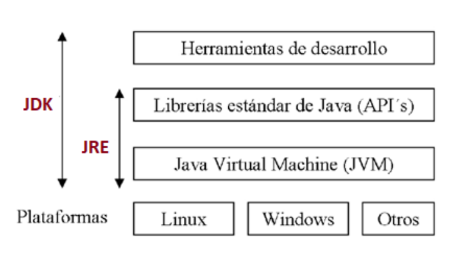 Herramientas de desarrollo
JDK
Librerías estándar de Java (API´s)
JRE
Java Virtual Machine (JVM)
Plataformas
Linux
Windows
Otros